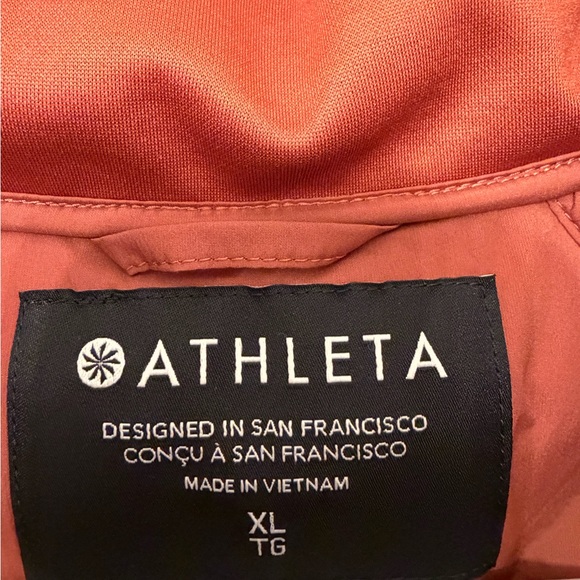 ATHLETA
DESIGNED IN SAN FRANCISCO
CONÇU À SAN FRANCISCO
MADE IN VIETNAM
XL
TG